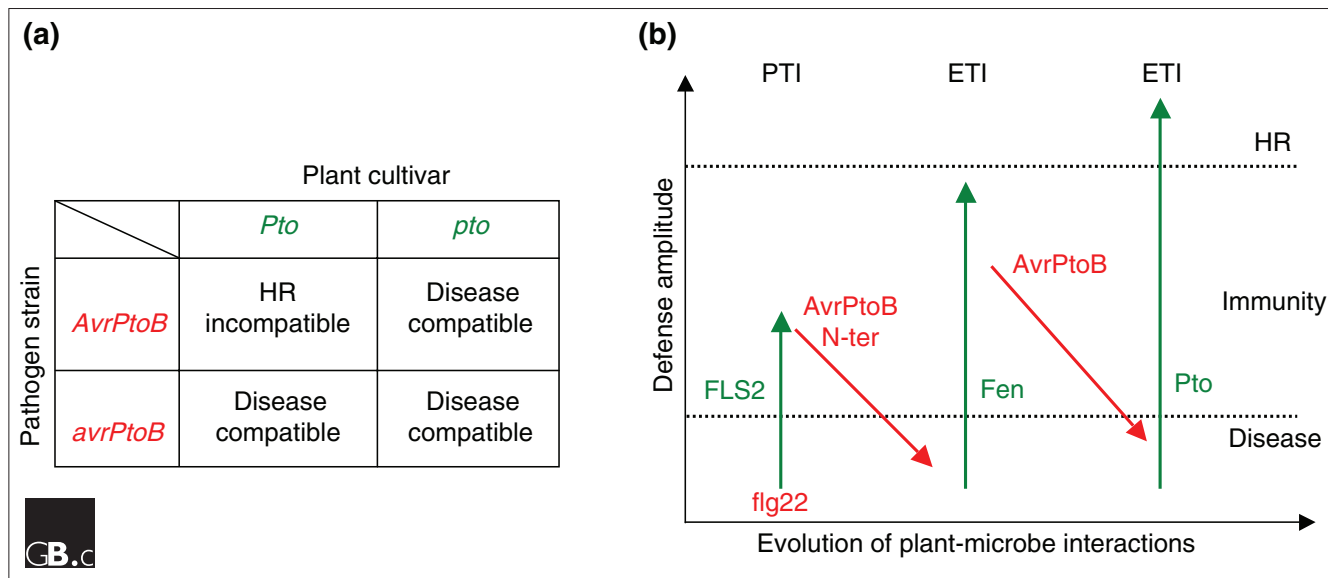 (a)
Plant cultivar
Pathogen strain
Pto
pto
AvrPtoB
HR
incompatible
Disease
compatible
avrPtoB
Disease
compatible
Disease
compatible
GB.c
(b)
PTI
ETI
ETI
HR
Defense amplitude
AvrPtoB
N-ter
AvrPtoB
Immunity
FLS2
Fen
Pto
Disease
flg22
Evolution of plant-microbe interactions